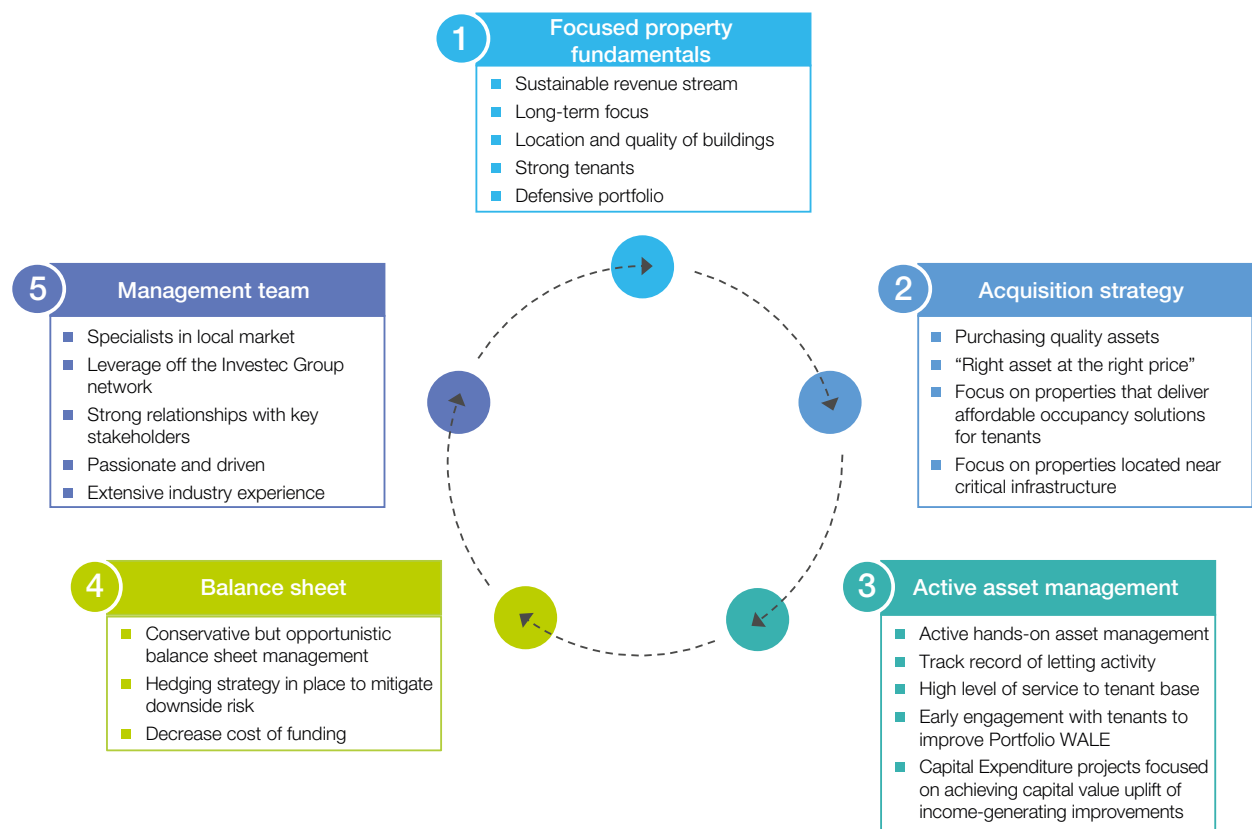 1
Focused property
fundamentals
Sustainable revenue stream
Long-term focus
Location and quality of buildings
Strong tenants
Defensive portfolio
2
Acquisition strategy
Purchasing quality assets
“Right asset at the right price”
Focus on properties that deliver
affordable occupancy solutions
for tenants
Focus on properties located near
critical infrastructure
3
Active asset management
Active hands-on asset management
Track record of letting activity
High level of service to tenant base
Early engagement with tenants to
improve Portfolio WALE
Capital Expenditure projects focused
on achieving capital value uplift of
income-generating improvements
4
Balance sheet
Conservative but opportunistic
balance sheet management
Hedging strategy in place to mitigate
downside risk
Decrease cost of funding
5
Management team
Specialists in local market
Leverage off the Investec Group
network
Strong relationships with key
stakeholders
Passionate and driven
Extensive industry experience